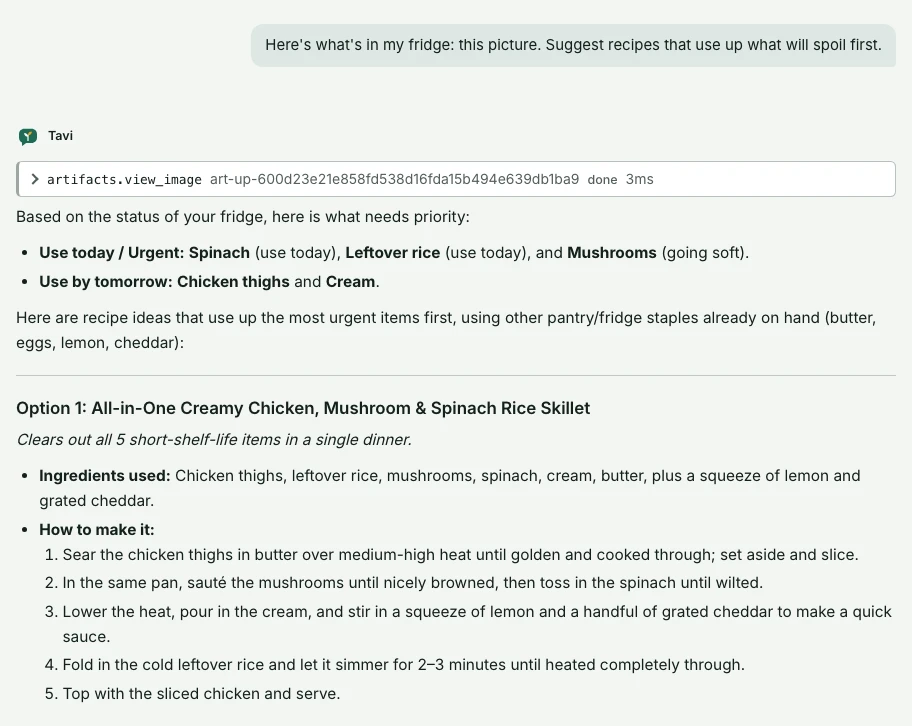 Here's what's in my fridge: this picture. Suggest recipes that use up what will spoil first.
Tavi
artifacts.view_image art-up-600d23e21e858fd538d16fda15b494e639db1ba9 done 3ms
Based on the status of your fridge, here is what needs priority:
• Use today / Urgent: Spinach (use today), Leftover rice (use today), and Mushrooms (going soft).
• Use by tomorrow: Chicken thighs and Cream.
Here are recipe ideas that use up the most urgent items first, using other pantry/fridge staples already on hand (butter,
eggs, lemon, cheddar):
Option 1: All-in-One Creamy Chicken, Mushroom & Spinach Rice Skillet
Clears out all 5 short-shelf-life items in a single dinner.
• Ingredients used: Chicken thighs, leftover rice, mushrooms, spinach, cream, butter, plus a squeeze of lemon and
grated cheddar.
• How to make it:
1. Sear the chicken thighs in butter over medium-high heat until golden and cooked through; set aside and slice.
2. In the same pan, sauté the mushrooms until nicely browned, then toss in the spinach until wilted.
3. Lower the heat, pour in the cream, and stir in a squeeze of lemon and a handful of grated cheddar to make a quick
sauce.
4. Fold in the cold leftover rice and let it simmer for 2–3 minutes until heated completely through.
5. Top with the sliced chicken and serve.